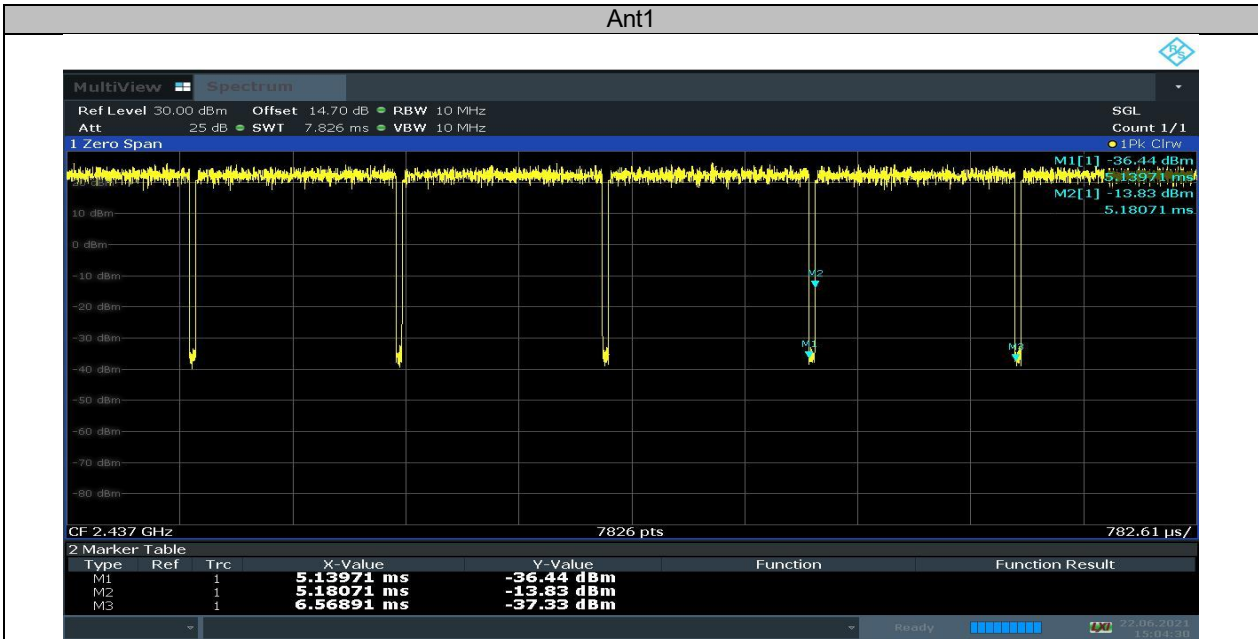 Ant1
R&S
MultiView Spectrum
Ref Level 30.00 dBm Offset 14.70 dB RBW 10 MHz SGL
Att 25 dB SWT 7.826 ms VBW 10 MHz Count 1/1
1 Zero Span 1Pk Clrw
M1[1] -36.44 dBm
5.13971 ms
M2[1] -13.83 dBm
5.18071 ms
10 dBm
0 dBm
-10 dBm
M2
-20 dBm
-30 dBm
M1
M3
-40 dBm
-50 dBm
-60 dBm
-70 dBm
-80 dBm
CF 2.437 GHz 7826 pts 782.61 µs/
2 Marker Table
Type Ref Trc X-Value Y-Value Function Function Result
M1 1 5.13971 ms -36.44 dBm
M2 1 5.18071 ms -13.83 dBm
M3 1 6.56891 ms -37.33 dBm
Ready LXI 22.06.2021
15:04:30